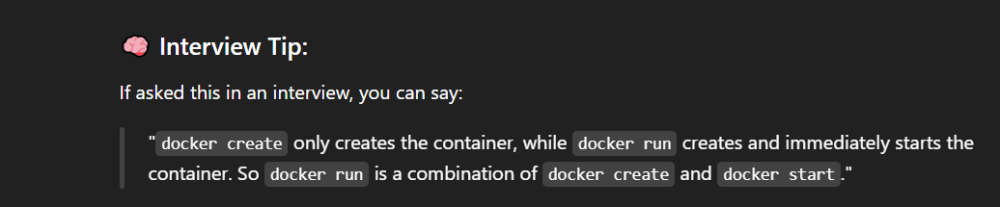 🧠 Interview Tip:
If asked this in an interview, you can say:
"docker create only creates the container, while docker run creates and immediately starts the
container. So docker run is a combination of docker create and docker start."